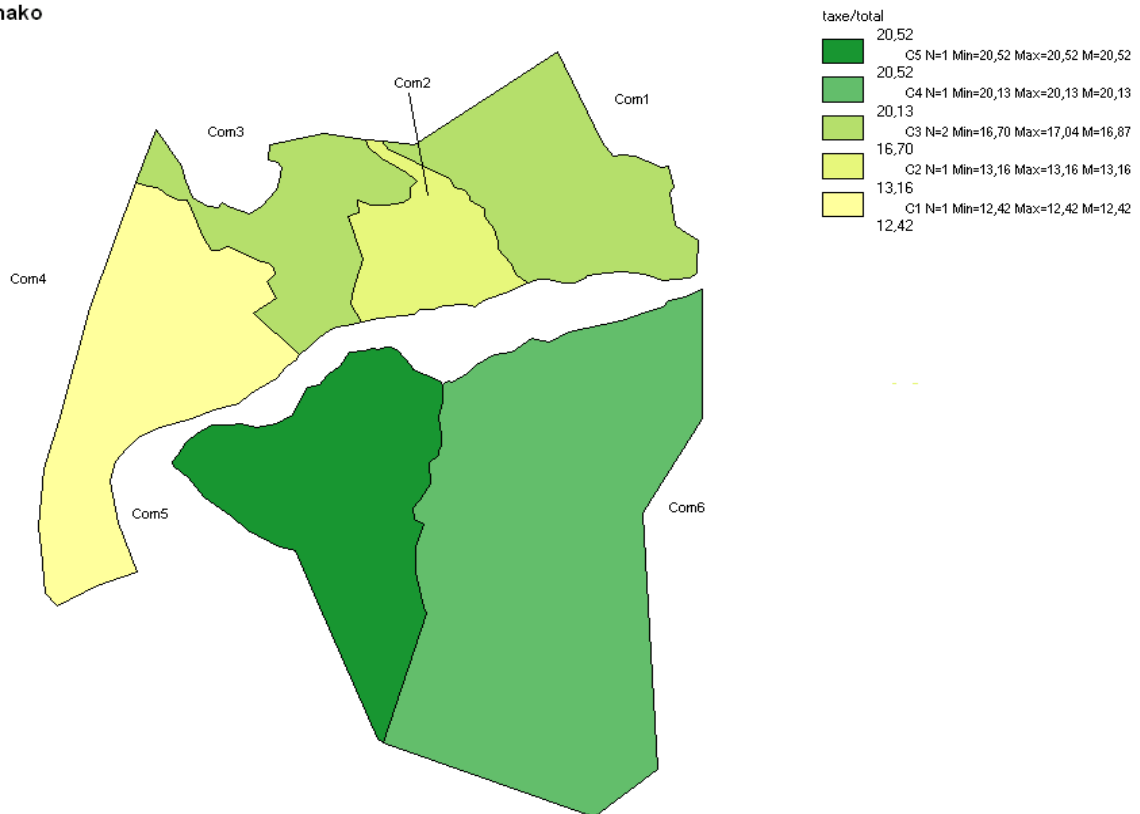 nako
taxe/total
20,52
C5 N=1 Min=20,52 Max=20,52 M=20,52
20,52
C4 N=1 Min=20,13 Max=20,13 M=20,13
20,13
C3 N=2 Min=16,70 Max=17,04 M=16,87
16,70
C2 N=1 Min=13,16 Max=13,16 M=13,16
13,16
C1 N=1 Min=12,42 Max=12,42 M=12,42
12,42
Com2
Com1
Com3
Com4
Com5
Com6